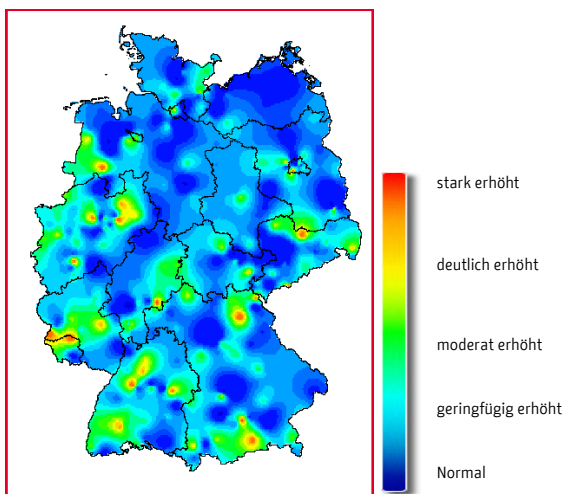 stark erhöht
deutlich erhöht
moderat erhöht
geringfügig erhöht
Normal